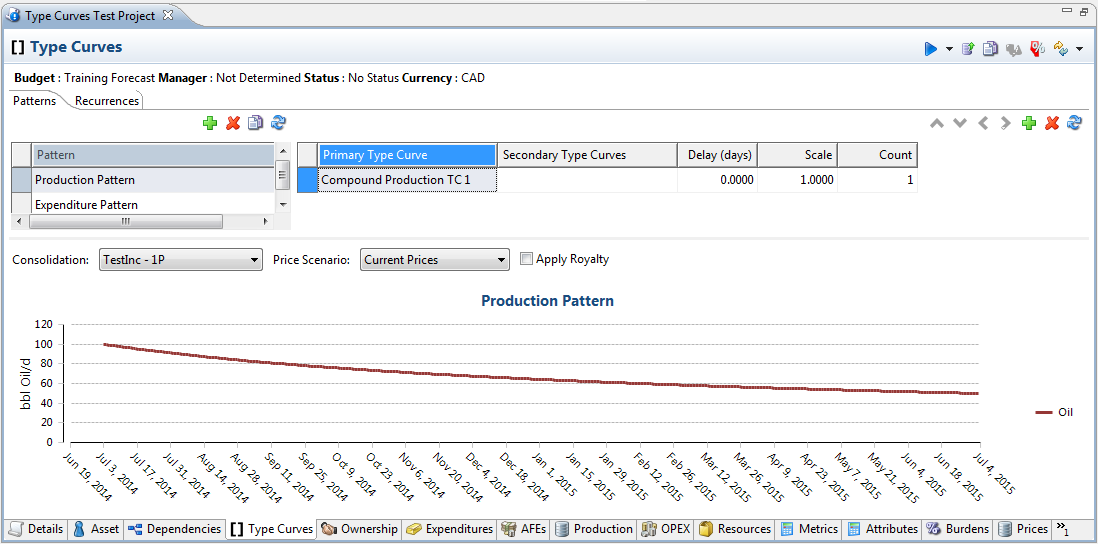 Type Curves Test Project
[] Type Curves
Budget : Training Forecast Manager : Not Determined Status : No Status Currency : CAD
Patterns Recurrences
Pattern
Production Pattern
Expenditure Pattern
Primary Type Curve Secondary Type Curves Delay (days) Scale Count
Compound Production TC 1 0.0000 1.0000 1
Consolidation: TestInc - 1P Price Scenario: Current Prices Apply Royalty
Production Pattern
bbl Oil/d
120
100
80
60
40
20
0
Oil
Jun 19, 2014 Jul 3, 2014 Jul 17, 2014 Jul 31, 2014 Aug 14, 2014 Aug 28, 2014 Sep 11, 2014 Sep 25, 2014 Oct 9, 2014 Oct 23, 2014 Nov 6, 2014 Nov 20, 2014 Dec 4, 2014 Dec 18, 2014 Jan 1, 2015 Jan 15, 2015 Jan 29, 2015 Feb 12, 2015 Feb 26, 2015 Mar 12, 2015 Mar 26, 2015 Apr 9, 2015 Apr 23, 2015 May 7, 2015 May 21, 2015 Jun 4, 2015 Jun 18, 2015 Jul 4, 2015
Details Asset Dependencies [] Type Curves Ownership Expenditures AFEs Production OPEX Resources Metrics Attributes Burdens Prices »1